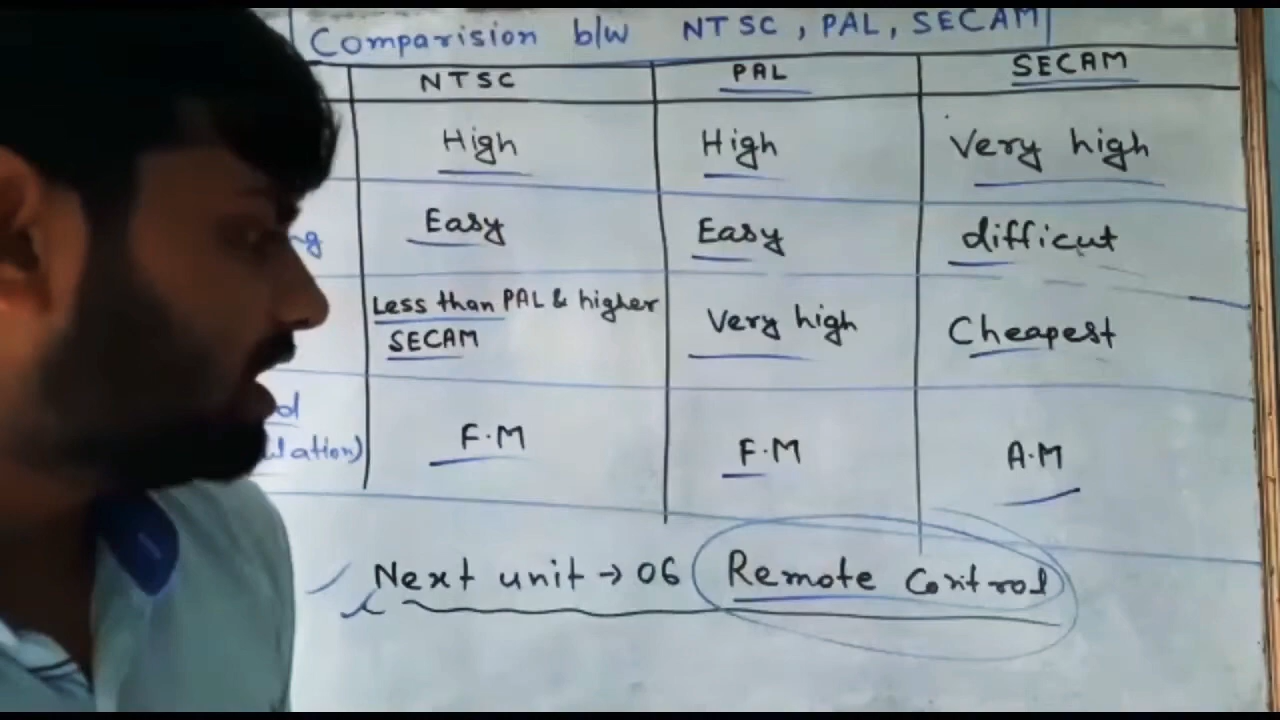 Comparision b/w NTSC, PAL, SECAM
NTSC PAL SECAM
High High Very high
Easy Easy difficut
Less than PAL & higher
SECAM
Very high Cheapest
F.M F.M A.M
Next unit → 06 Remote Control